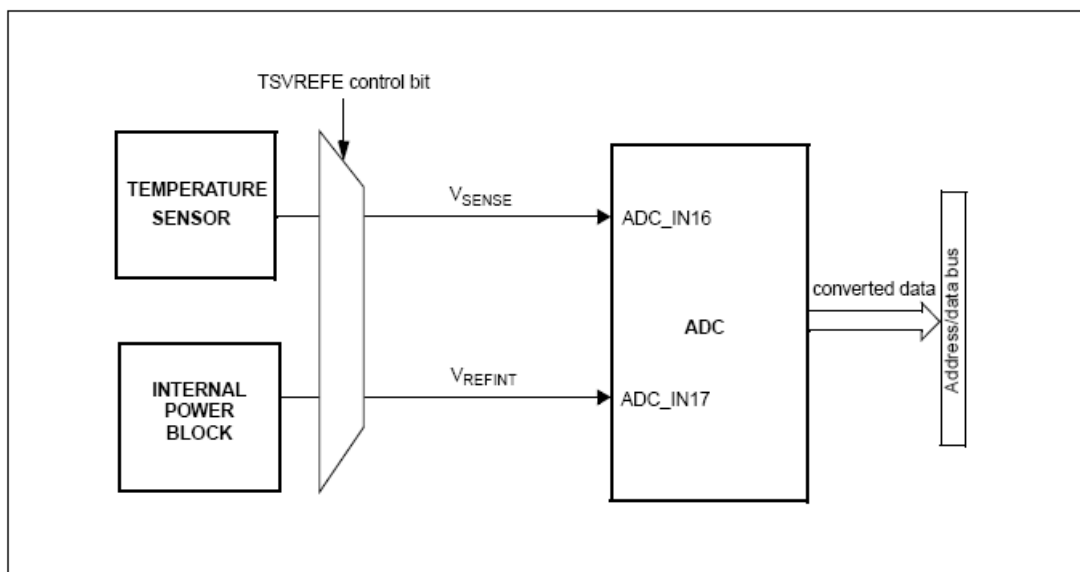 TSVREFE control bit
TEMPERATURE
SENSOR
VSENSE
ADC_IN16
converted data
Address/data bus
ADC
INTERNAL
POWER
BLOCK
VREFINT
ADC_IN17